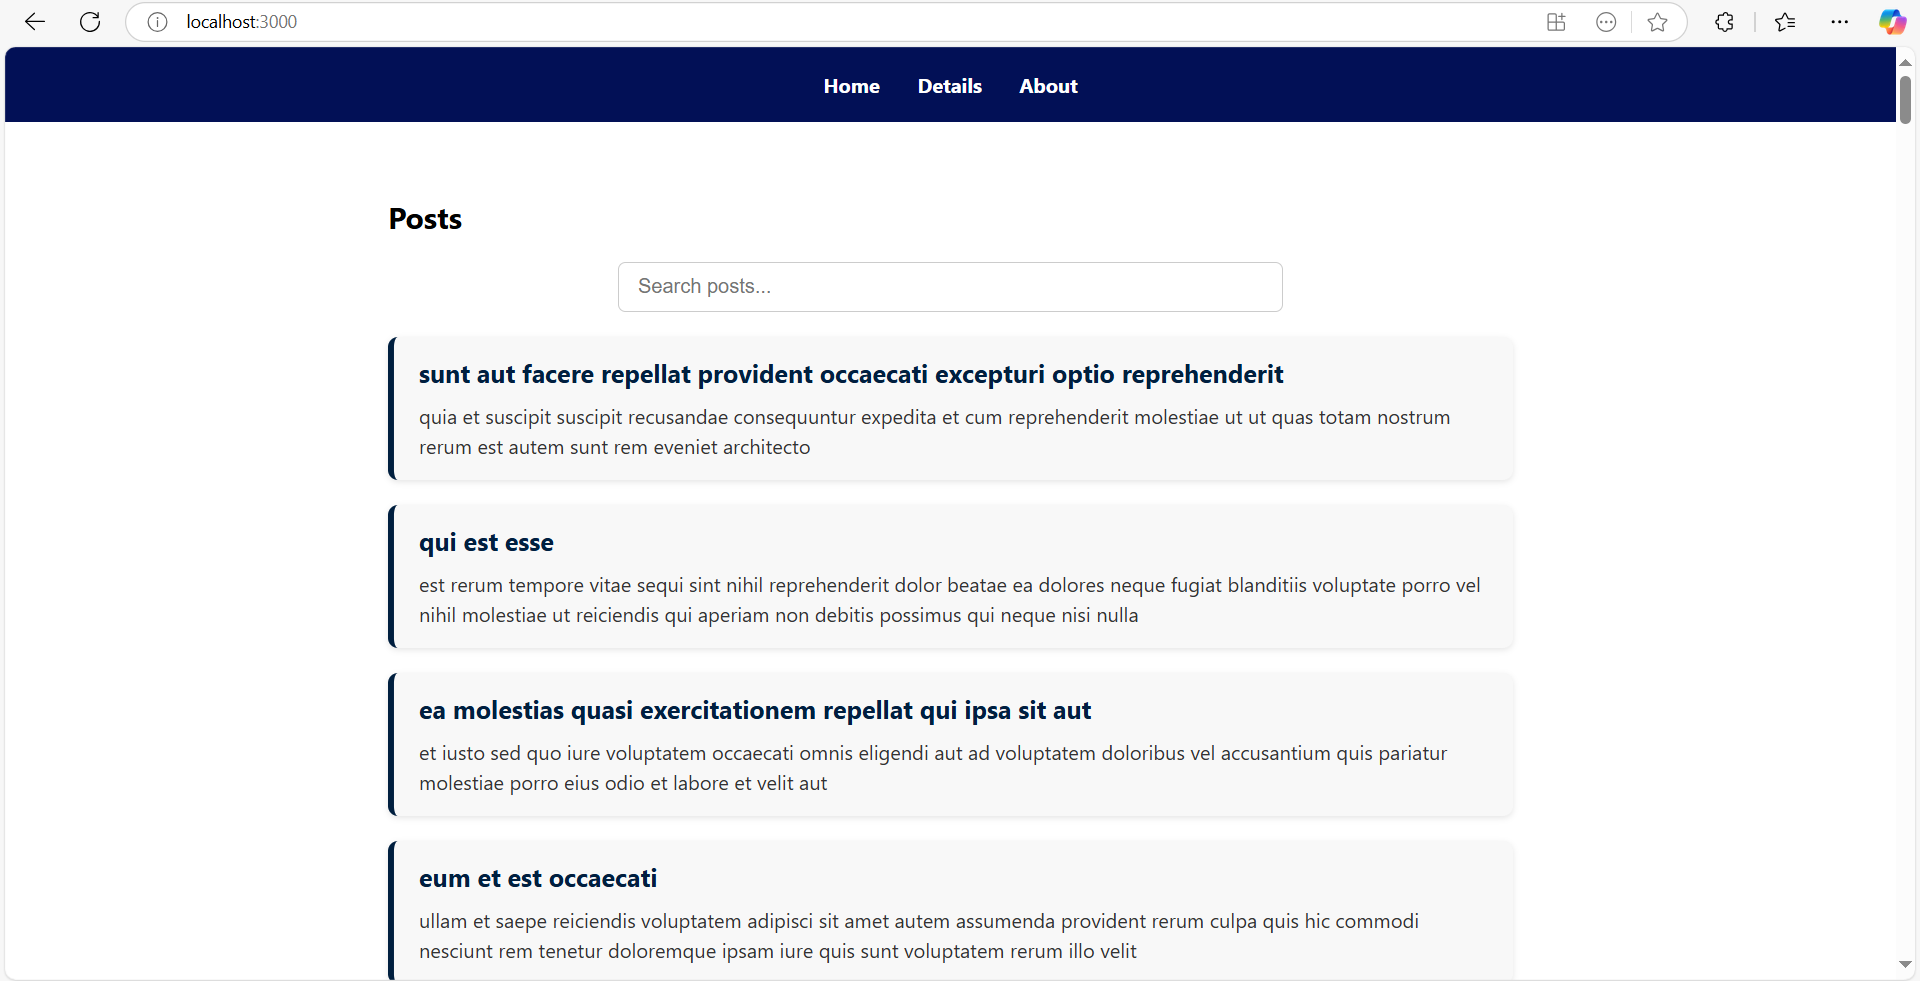 localhost:3000
Home Details About
Posts
Search posts...
sunt aut facere repellat provident occaecati excepturi optio reprehenderit
quia et suscipit suscipit recusandae consequuntur expedita et cum reprehenderit molestiae ut ut quas totam nostrum
rerum est autem sunt rem eveniet architecto
qui est esse
est rerum tempore vitae sequi sint nihil reprehenderit dolor beatae ea dolores neque fugiat blanditiis voluptate porro vel
nihil molestiae ut reiciendis qui aperiam non debitis possimus qui neque nisi nulla
ea molestias quasi exercitationem repellat qui ipsa sit aut
et iusto sed quo iure voluptatem occaecati omnis eligendi aut ad voluptatem doloribus vel accusantium quis pariatur
molestiae porro eius odio et labore et velit aut
eum et est occaecati
ullam et saepe reiciendis voluptatem adipisci sit amet autem assumenda provident rerum culpa quis hic commodi
nesciunt rem tenetur doloremque ipsam iure quis sunt voluptatem rerum illo velit